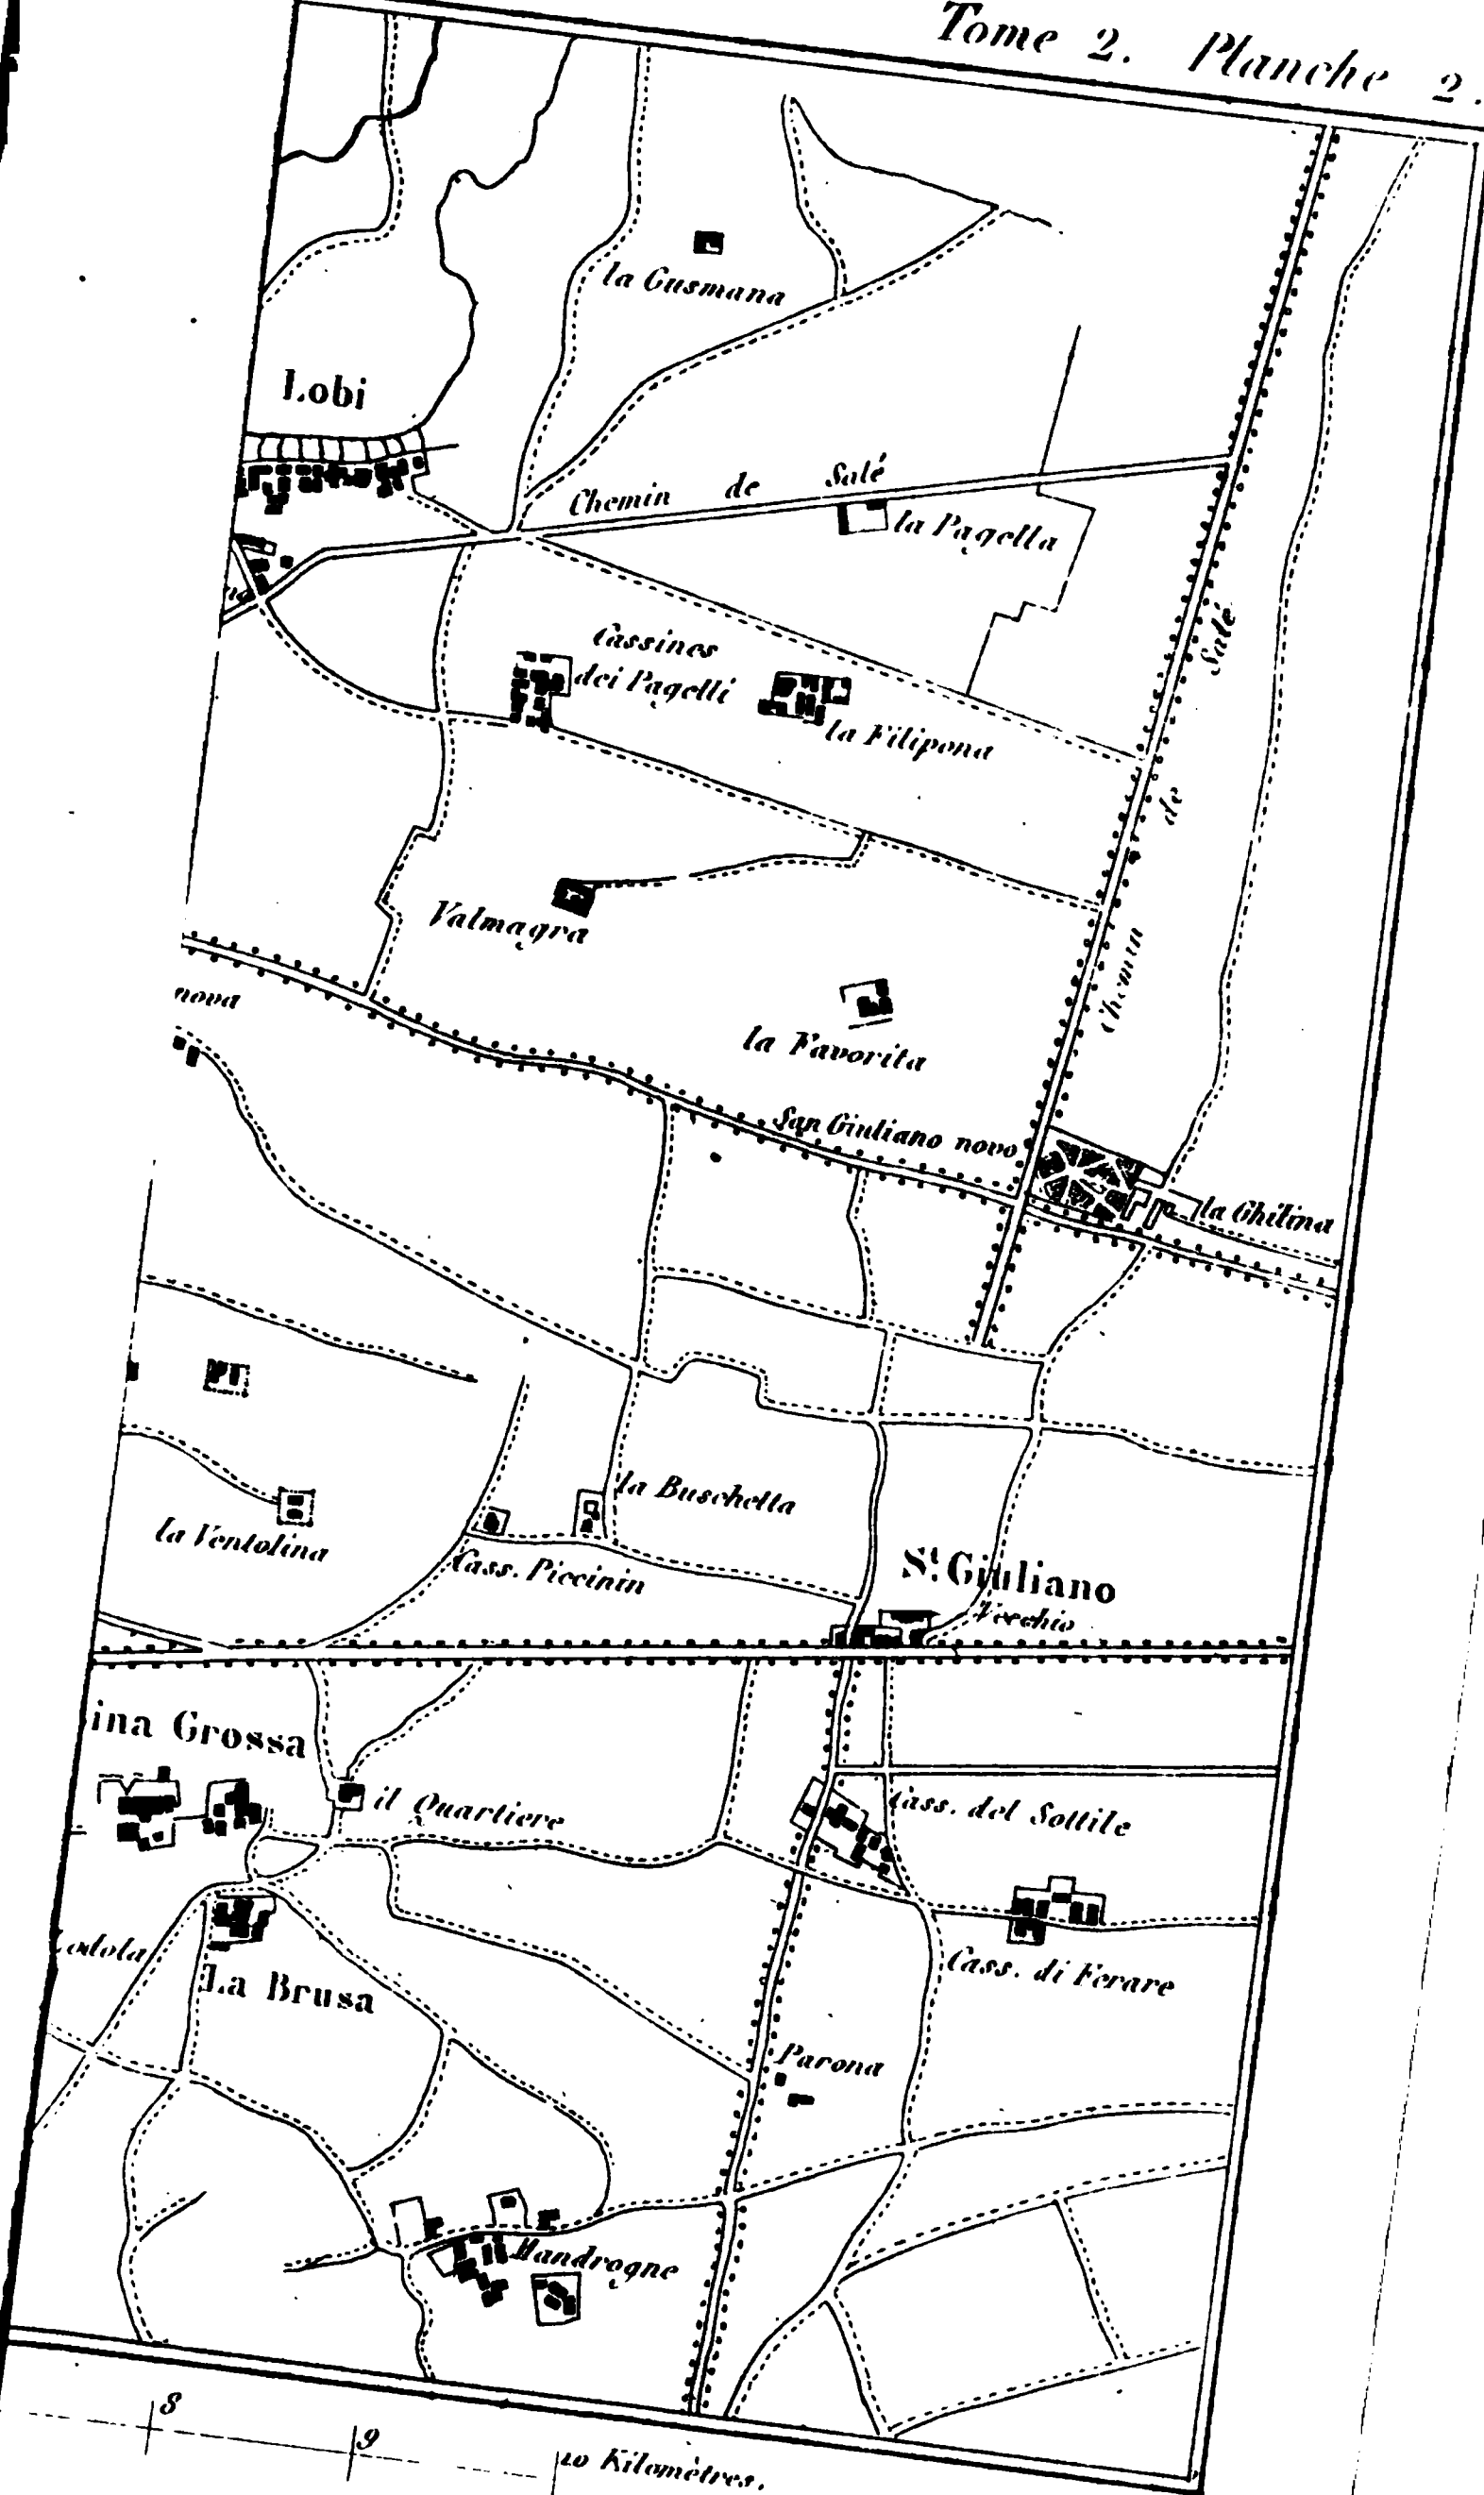 Tome 2. Planche 2.
la Gusmana
Lobi
Chemin de Salé
la Pagella
Cassines
dei Pagelli
la Filipona
Chemin de Salé
Valmagra
nova
la Favorita
San Giuliano novo
la Ghilina
la Buschetta
la Ventolina
Cass. Piccinin
St. Giuliano
Vecchio
ina Grossa
il Quartiere
Cass. del Sottile
Lodola
La Brusa
Cass. di Ferare
Parona
Mandrogne
8
9
10 Kilomètres.